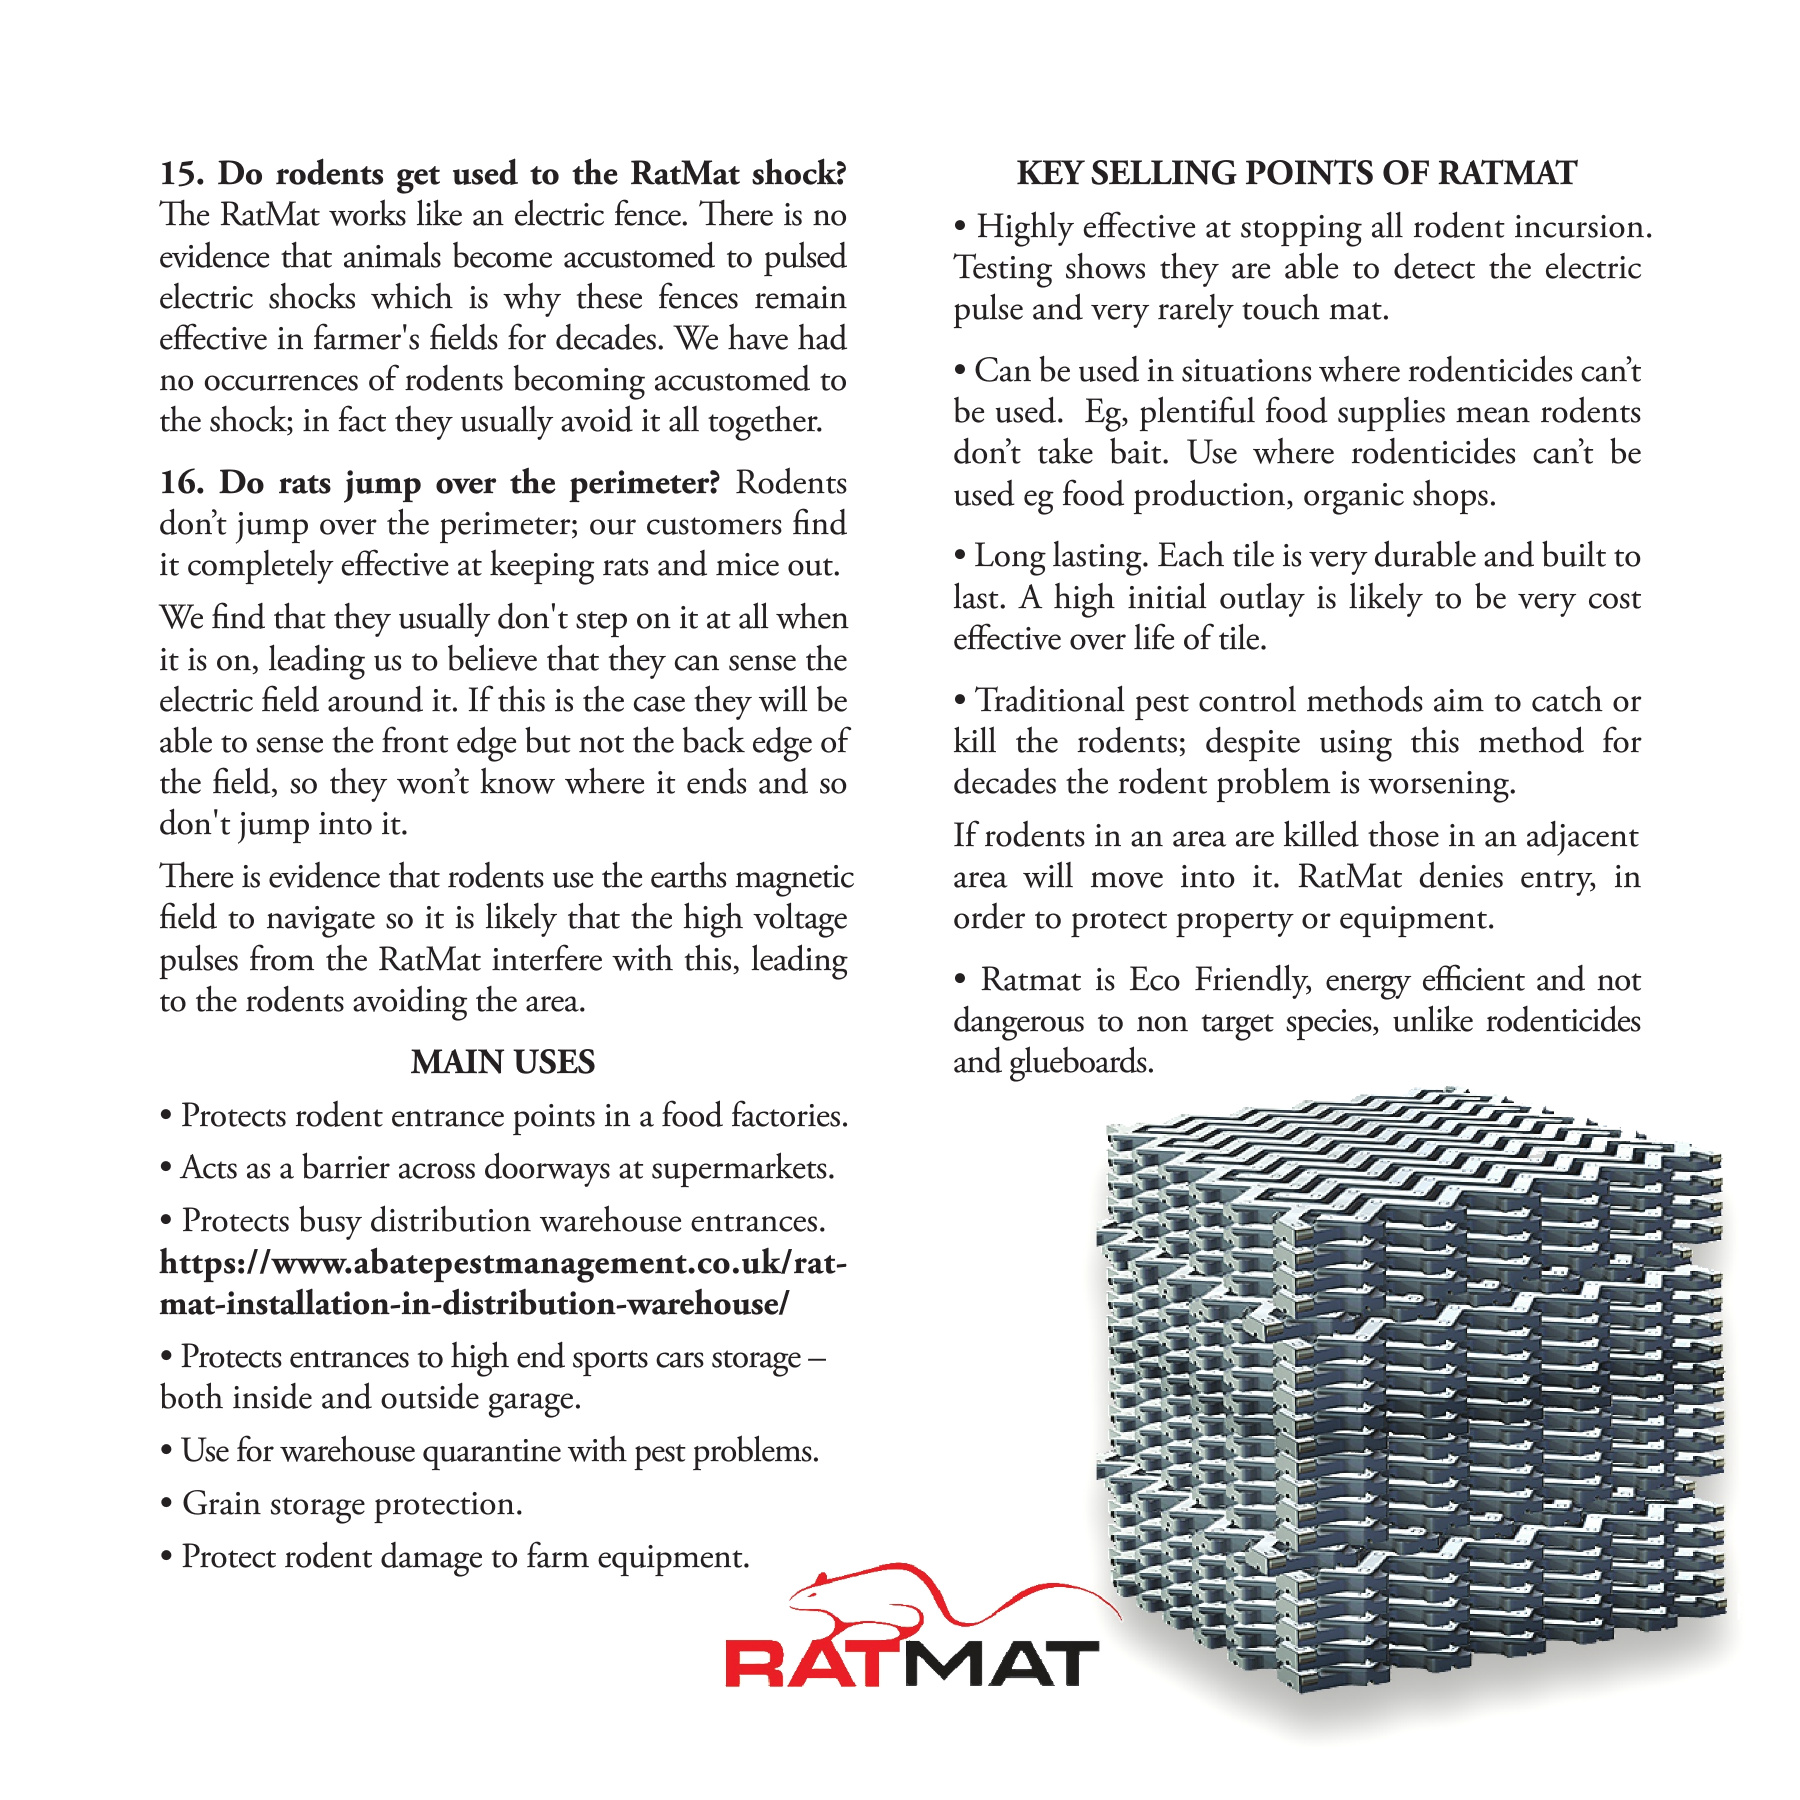 15. Do rodents get used to the RatMat shock?
The RatMat works like an electric fence. There is no
evidence that animals become accustomed to pulsed
electric shocks which is why these fences remain
effective in farmer's fields for decades. We have had
no occurrences of rodents becoming accustomed to
the shock; in fact they usually avoid it all together.
16. Do rats jump over the perimeter? Rodents
don’t jump over the perimeter; our customers find
it completely effective at keeping rats and mice out.
We find that they usually don't step on it at all when
it is on, leading us to believe that they can sense the
electric field around it. If this is the case they will be
able to sense the front edge but not the back edge of
the field, so they won’t know where it ends and so
don't jump into it.
There is evidence that rodents use the earths magnetic
field to navigate so it is likely that the high voltage
pulses from the RatMat interfere with this, leading
to the rodents avoiding the area.
MAIN USES
• Protects rodent entrance points in a food factories.
• Acts as a barrier across doorways at supermarkets.
• Protects busy distribution warehouse entrances.
https://www.abatepestmanagement.co.uk/rat-
mat-installation-in-distribution-warehouse/
• Protects entrances to high end sports cars storage –
both inside and outside garage.
• Use for warehouse quarantine with pest problems.
• Grain storage protection.
• Protect rodent damage to farm equipment.
KEY SELLING POINTS OF RATMAT
• Highly effective at stopping all rodent incursion.
Testing shows they are able to detect the electric
pulse and very rarely touch mat.
• Can be used in situations where rodenticides can’t
be used. Eg, plentiful food supplies mean rodents
don’t take bait. Use where rodenticides can’t be
used eg food production, organic shops.
• Long lasting. Each tile is very durable and built to
last. A high initial outlay is likely to be very cost
effective over life of tile.
• Traditional pest control methods aim to catch or
kill the rodents; despite using this method for
decades the rodent problem is worsening.
If rodents in an area are killed those in an adjacent
area will move into it. RatMat denies entry, in
order to protect property or equipment.
• Ratmat is Eco Friendly, energy efficient and not
dangerous to non target species, unlike rodenticides
and glueboards.
RATMAT